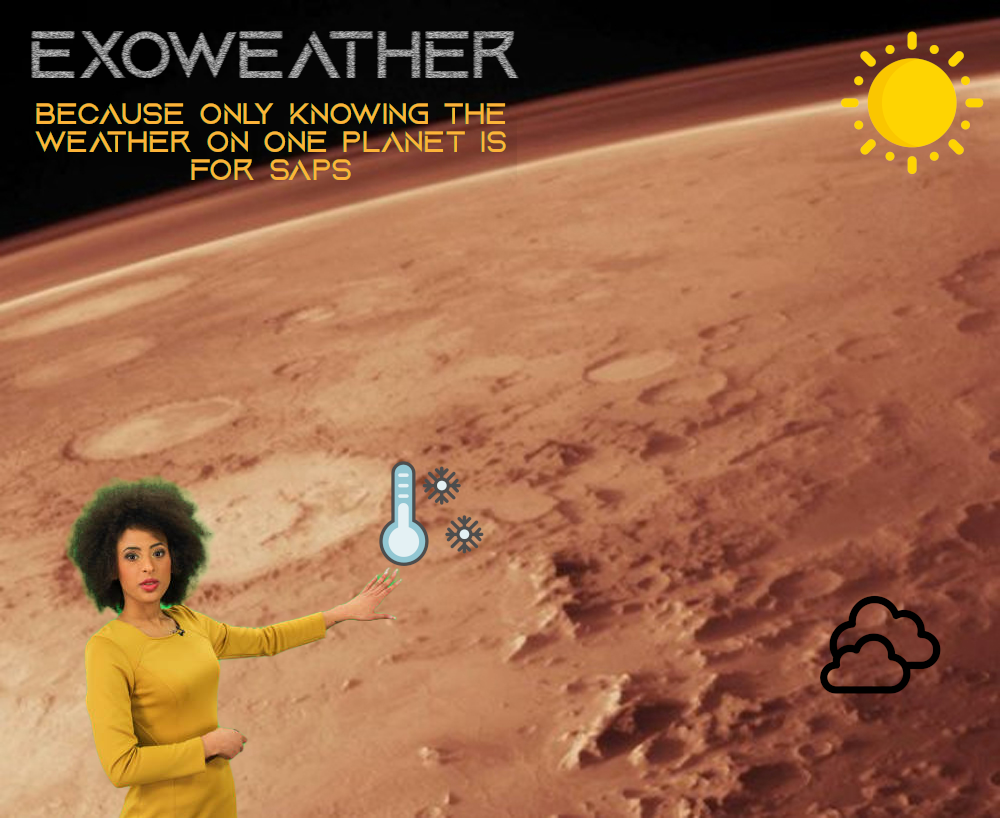 EXOWEATHER
BECAUSE ONLY KNOWING THE
WEATHER ON ONE PLANET IS
FOR SAPS